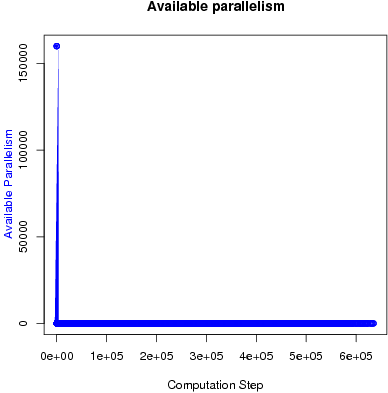 Available parallelism
Available Parallelism
150000
100000
50000
0
0e+00 1e+05 2e+05 3e+05 4e+05 5e+05 6e+05
Computation Step